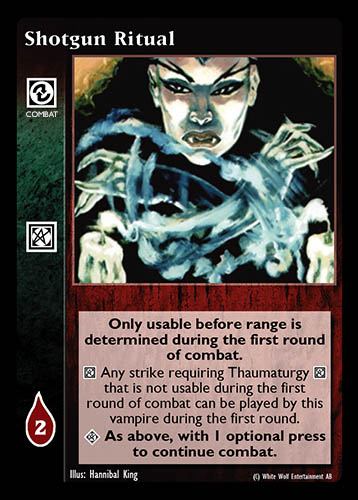 Shotgun Ritual
COMBAT
Only usable before range is
determined during the first round
of combat.
Any strike requiring Thaumaturgy
that is not usable during the first
round of combat can be played by this
vampire during the first round.
As above, with 1 optional press
to continue combat.
2
Illus: Hannibal King
(C) White Wolf Entertainment AB